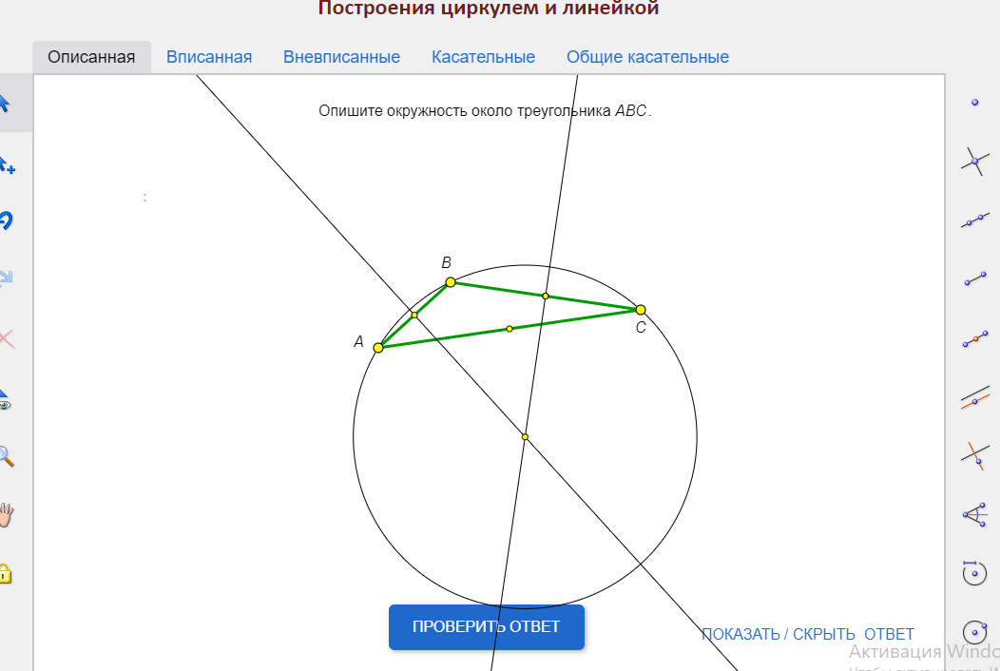 Построения циркулем и линейкой
Описанная Вписанная Вневписанные Касательные Общие касательные
Опишите окружность около треугольника ABC.
:
B
A
C
ПРОВЕРИТЬ ОТВЕТ
ПОКАЗАТЬ / СКРЫТЬ ОТВЕТ
Активация Windo